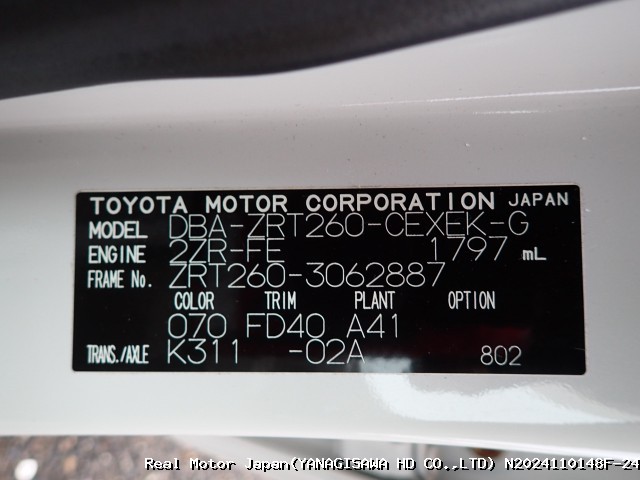 TOYOTA MOTOR CORPORATION JAPAN
MODEL DBA-ZRT260-CEXEK-G
ENGINE 2ZR-FE 1797 mL
FRAME No. ZRT260-3062887
COLOR TRIM PLANT OPTION
070 FD40 A41
TRANS./AXLE K311 -02A 802
Real Motor Japan(YANAGISAWA HD CO.,LTD) N2024110148F-24